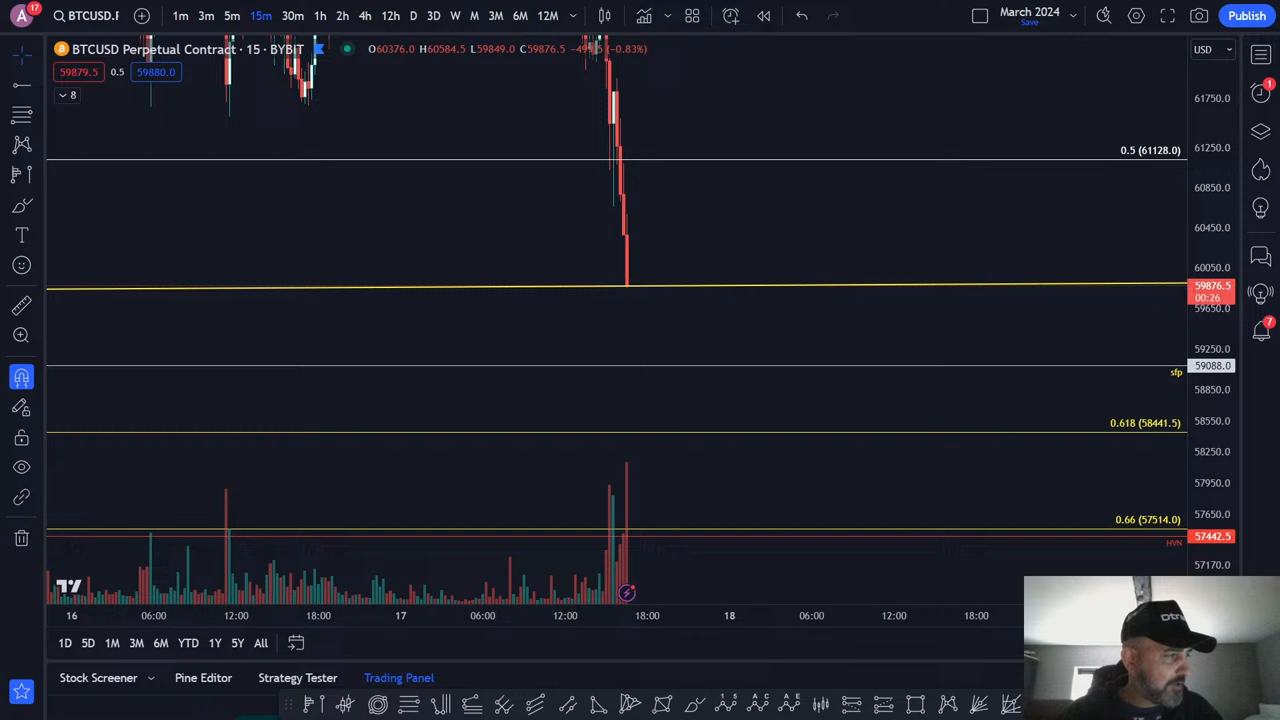 A 17 BTCUSD.F 1m 3m 5m 15m 30m 1h 2h 4h 12h D 3D W M 3M 6M 12M March 2024 Save Publish
BTCUSD Perpetual Contract · 15 · BYBIT O60376.0 H60584.5 L59849.0 C59876.5 (−0.83%) USD
59879.5 0.5 59880.0
8
61750.0
0.5 (61128.0) 61250.0
60850.0
60450.0
60050.0
59876.5
00:26
59650.0
59250.0
59088.0
sfp
58850.0
0.618 (58441.5) 58550.0
58250.0
57950.0
0.66 (57514.0) 57650.0
57442.5
HVN
57170.0
1
7
16 06:00 12:00 18:00 17 06:00 12:00 18:00 18 06:00 12:00 18:00
1D 5D 1M 3M 6M YTD 1Y 5Y All
Stock Screener Pine Editor Strategy Tester Trading Panel